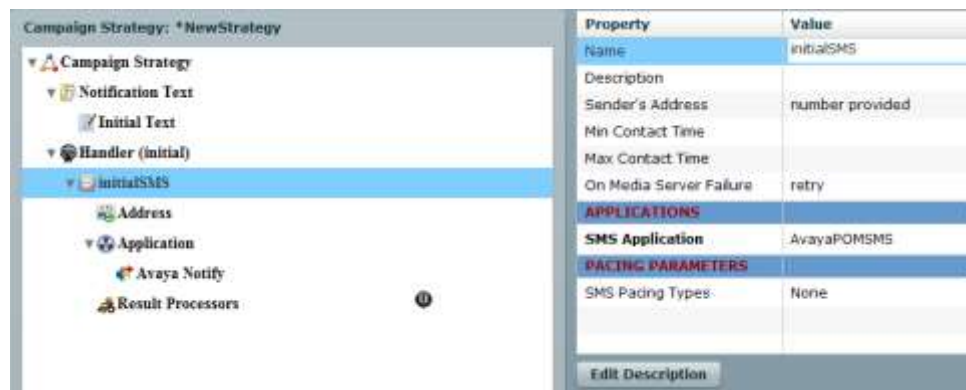 Campaign Strategy: *NewStrategy
Campaign Strategy
Notification Text
Initial Text
Handler (initial)
initialSMS
Address
Application
Avaya Notify
Result Processors
Property Value
Name initialSMS
Description
Sender's Address number provided
Min Contact Time
Max Contact Time
On Media Server Failure retry
APPLICATIONS
SMS Application AvayaPOMSMS
PACING PARAMETERS
SMS Pacing Types None
Edit Description